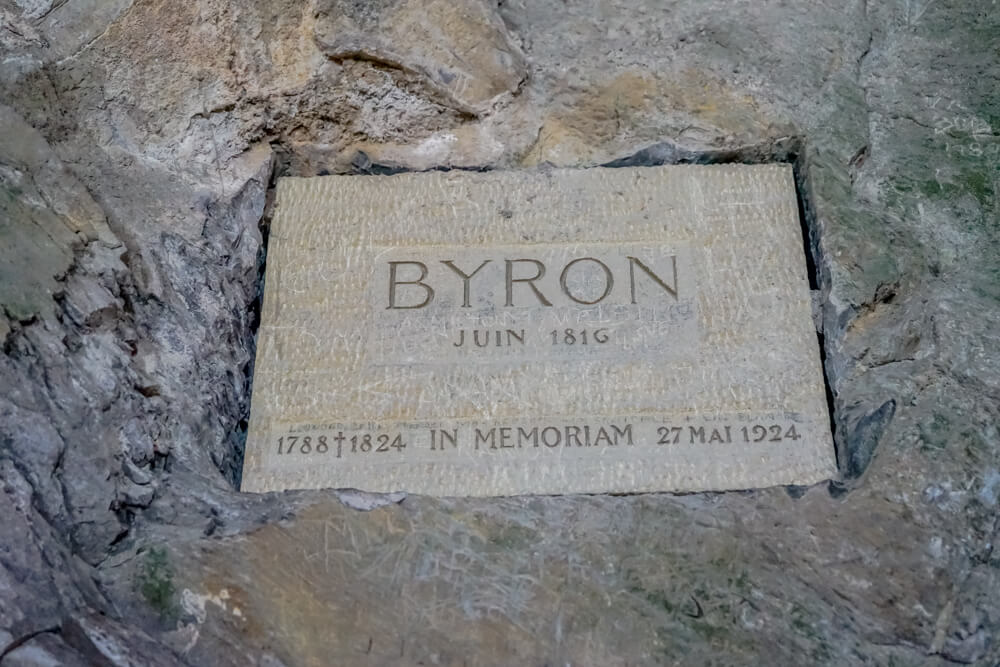 BYRON
JUIN 1816
1788†1824 IN MEMORIAM 27 MAI 1924